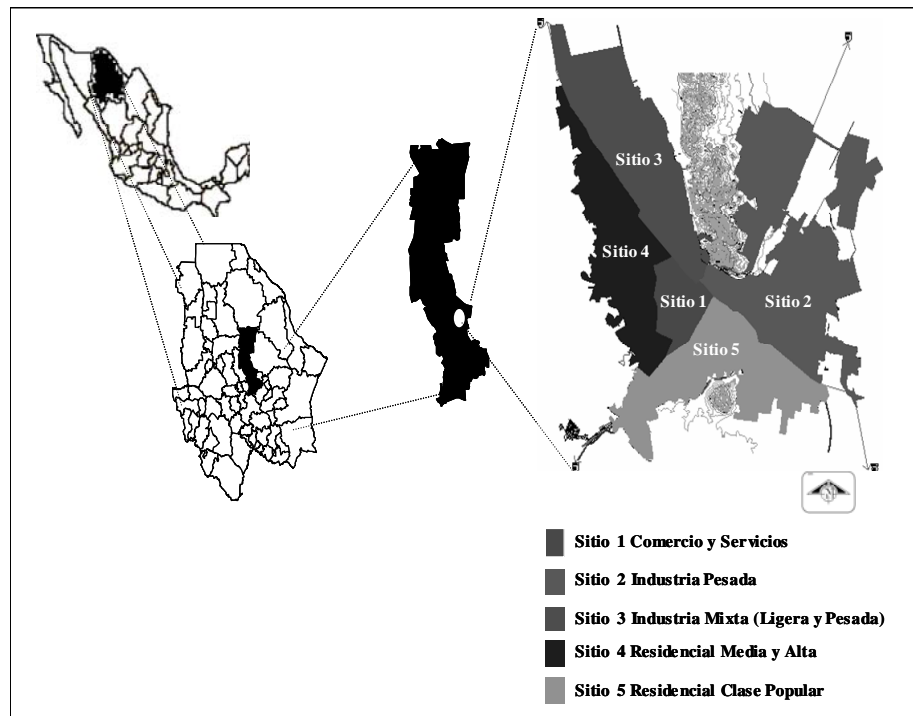 Sitio 3
Sitio 4
Sitio 1
Sitio 2
Sitio 5
Sitio 1 Comercio y Servicios
Sitio 2 Industria Pesada
Sitio 3 Industria Mixta (Ligera y Pesada)
Sitio 4 Residencial Media y Alta
Sitio 5 Residencial Clase Popular